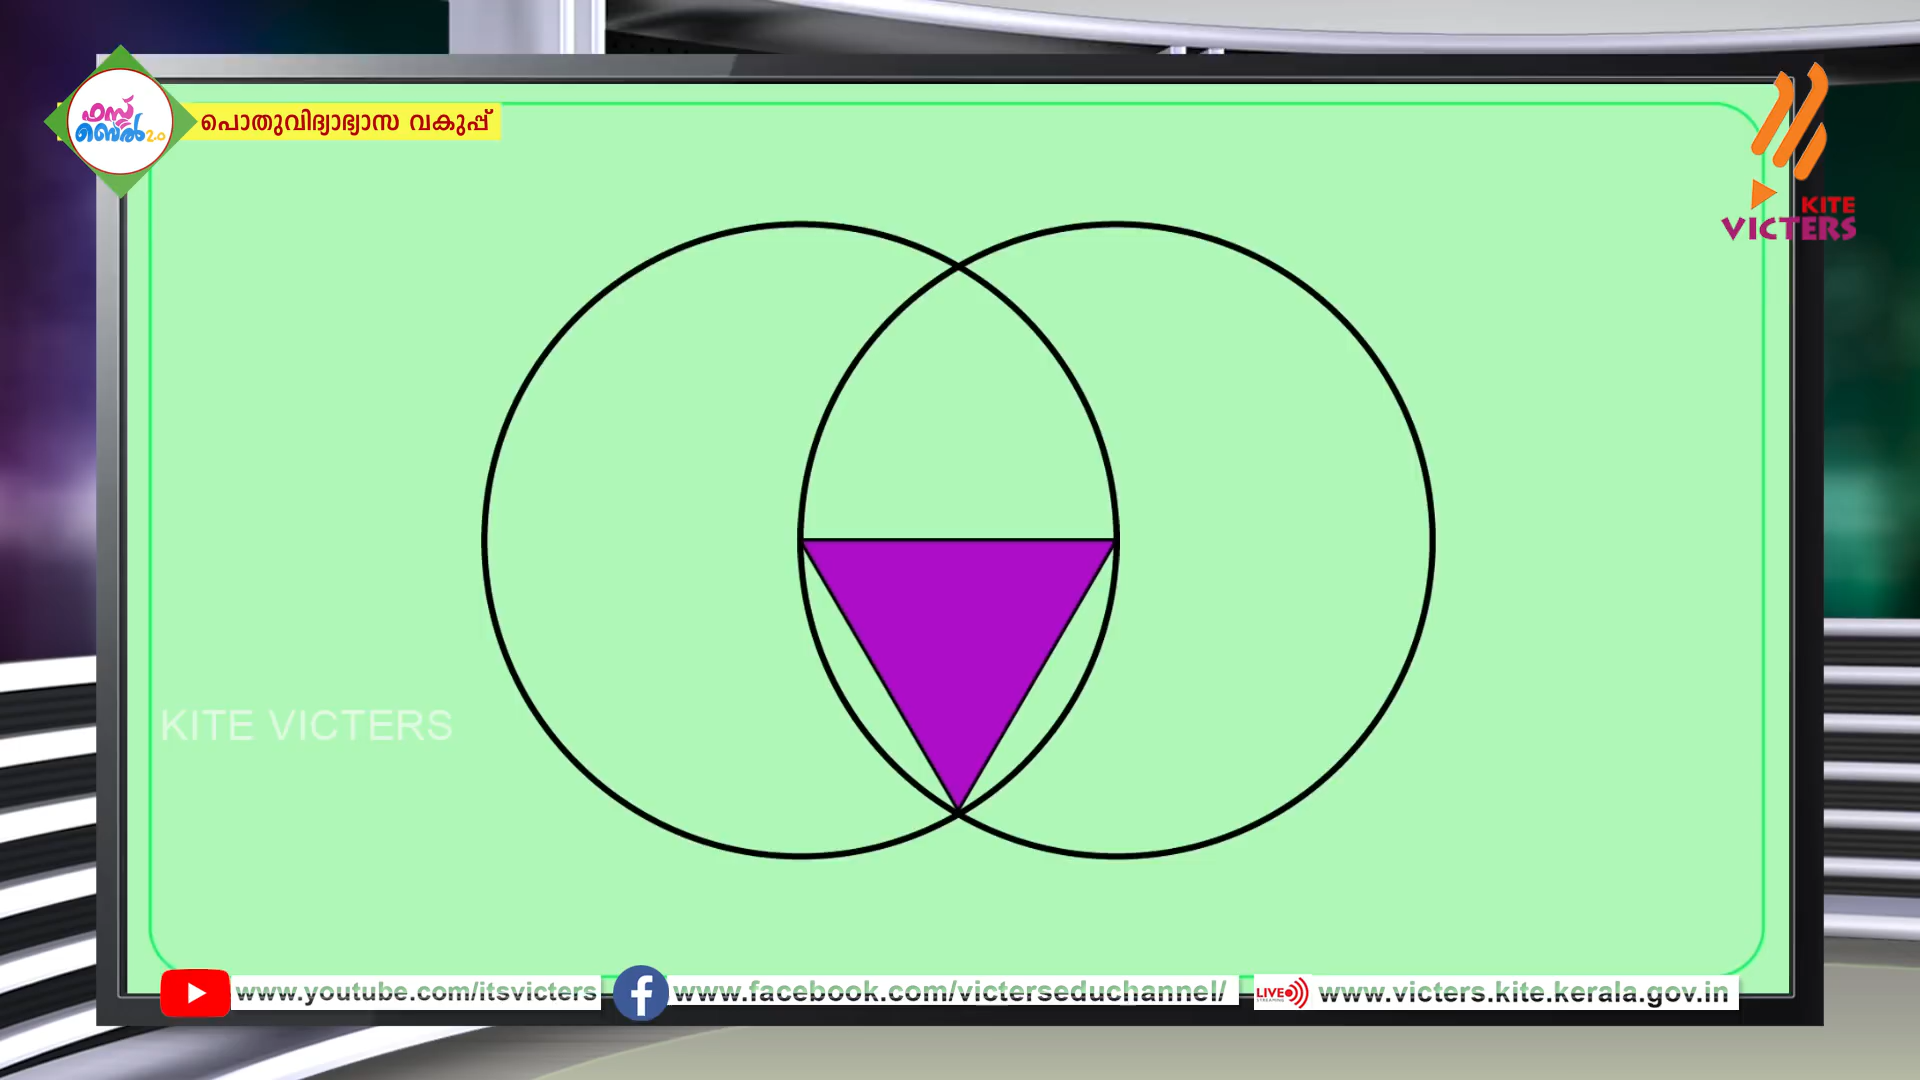 ഫസ്റ്റ്
ബെൽ 2.0
പൊതുവിദ്യാഭ്യാസ വകുപ്പ്
KITE
VICTERS
KITE VICTERS
www.youtube.com/itsvicters
www.facebook.com/victerseduchannel/
LIVE
STREAMING
www.victers.kite.kerala.gov.in